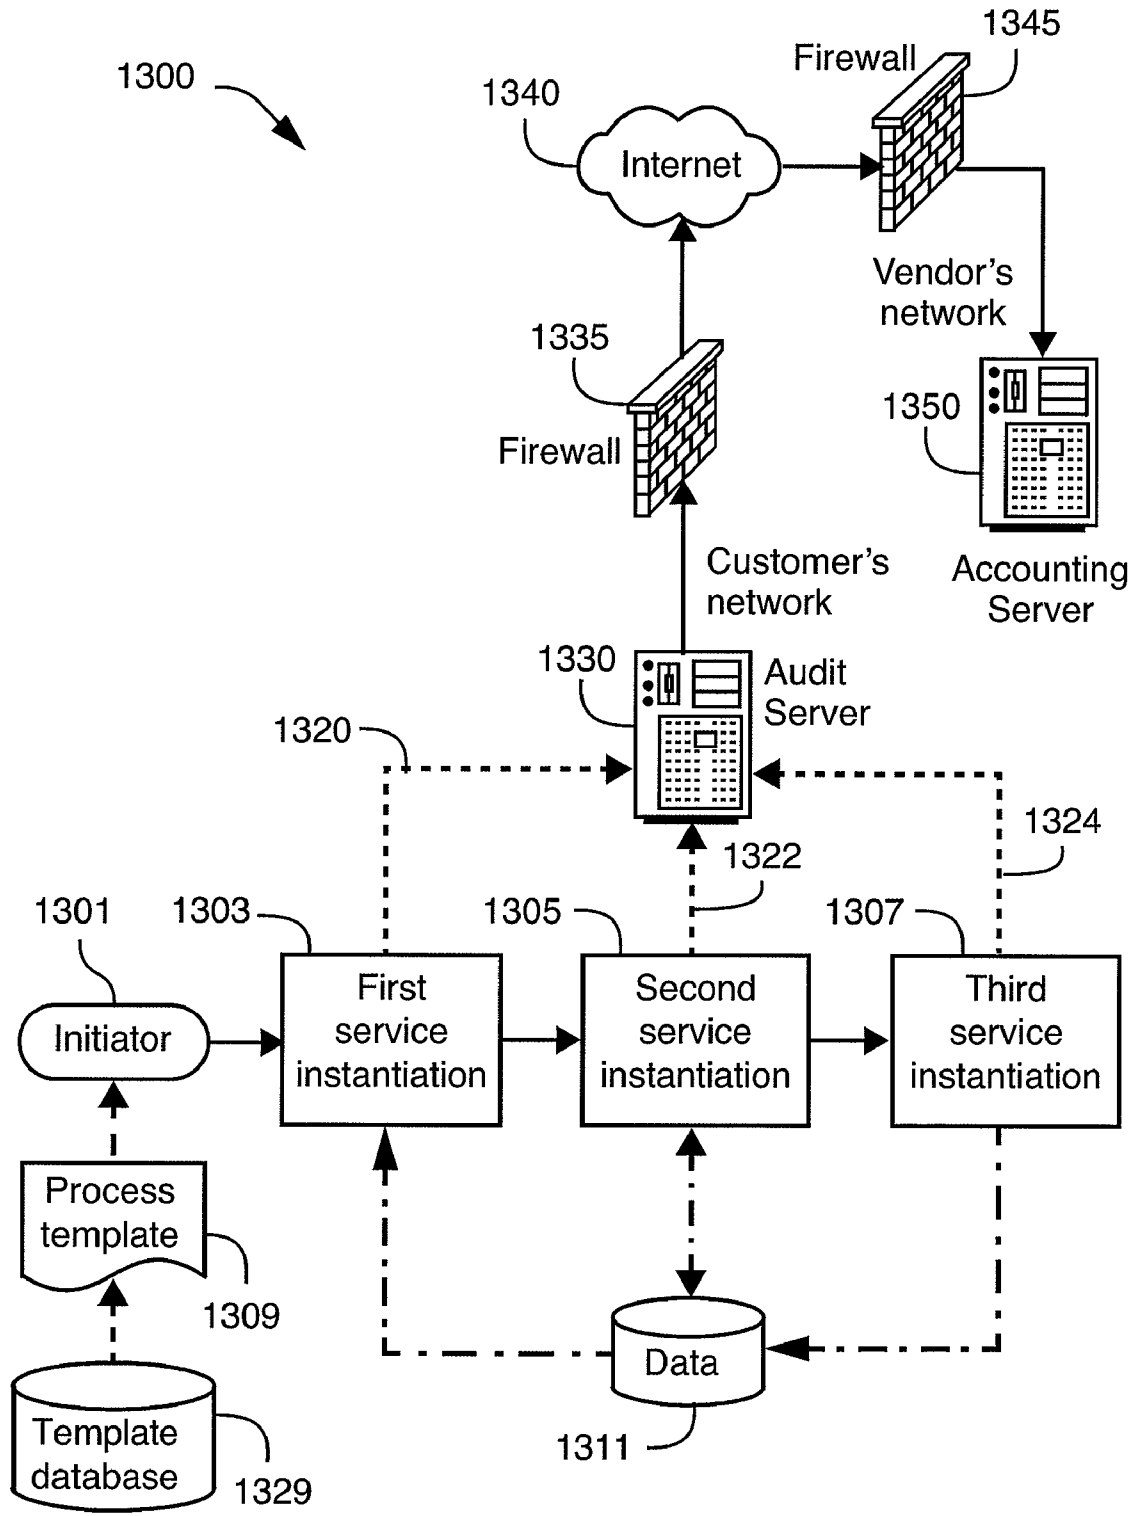 1345
Firewall
1300
1340
Internet
Vendor's
network
1335
1350
Firewall
Customer's
network
Accounting
Server
1330
Audit
Server
1320
1324
1322
1301
1303
1305
1307
Initiator
First
service
instantiation
Second
service
instantiation
Third
service
instantiation
Process
template
1309
Data
1311
Template
database
1329